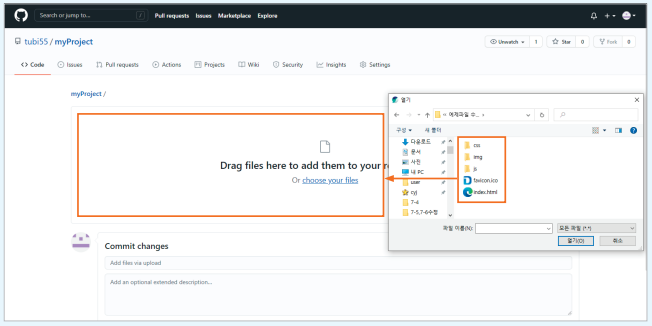 Search or jump to... /
Pull requests Issues Marketplace Explore
tubi55 / myProject
Unwatch 1 Star 0 Fork 0
Code Issues Pull requests Actions Projects Wiki Security Insights Settings
myProject /
Drag files here to add them to your re
Or choose your files
Commit changes
Add files via upload
Add an optional extended description...
열기
« 예제파일 수...
구성 새 폴더
다운로드
문서
사진
내 PC
user
cyj
7-4
7-5,7-6수정
css
img
js
favicon.ico
index.html
파일 이름(N):
모든 파일 (*.*)
열기(O) 취소